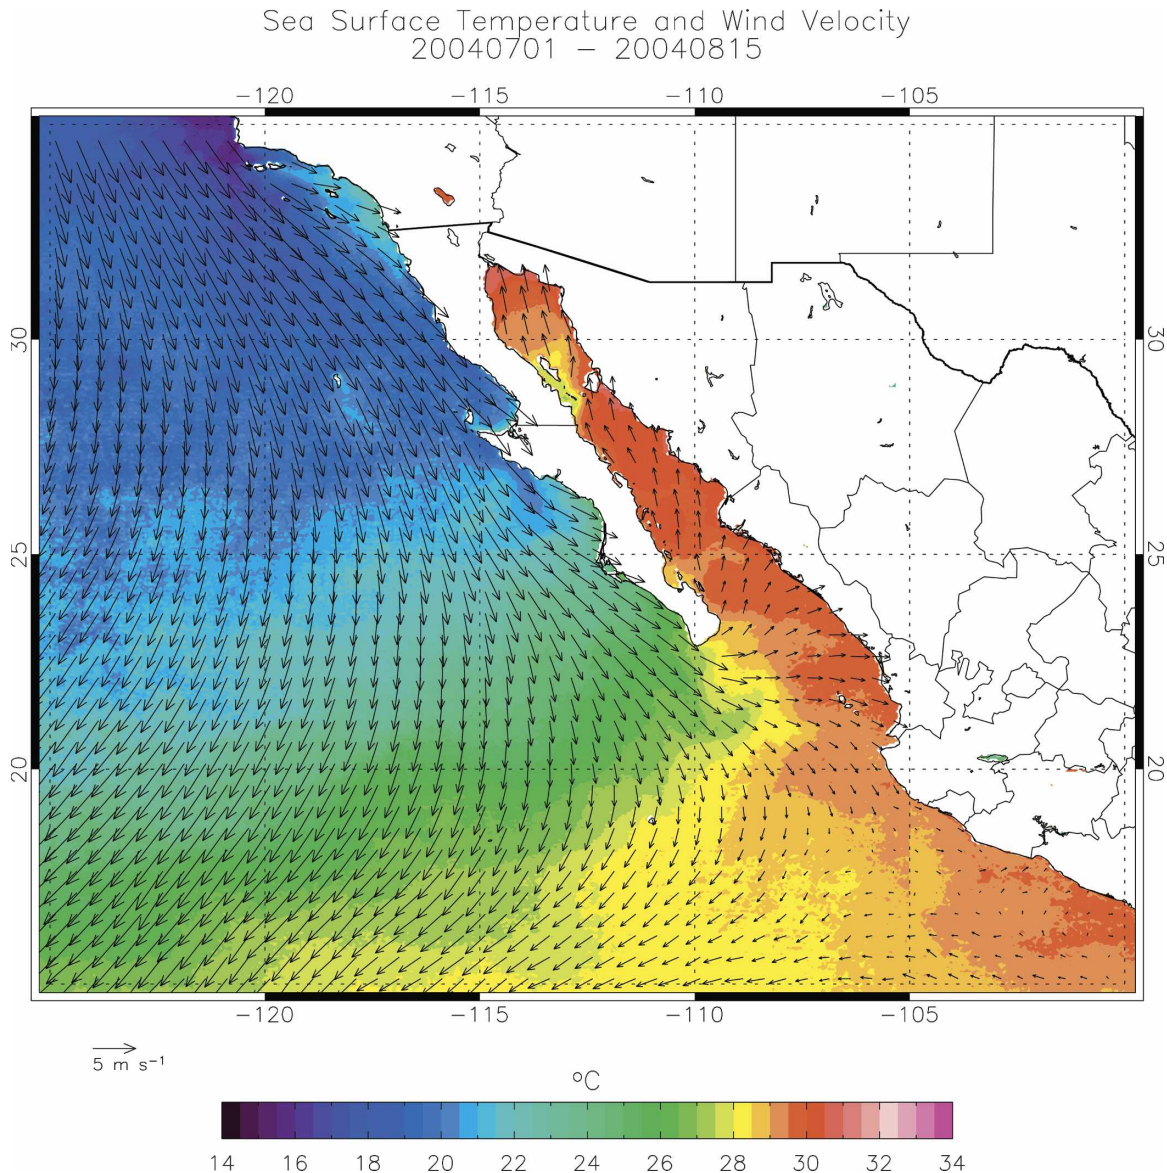 Sea Surface Temperature and Wind Velocity
20040701 – 20040815
-120 -115 -110 -105
30 30
25 25
20 20
-120 -115 -110 -105
5 m s⁻¹
°C
14 16 18 20 22 24 26 28 30 32 34